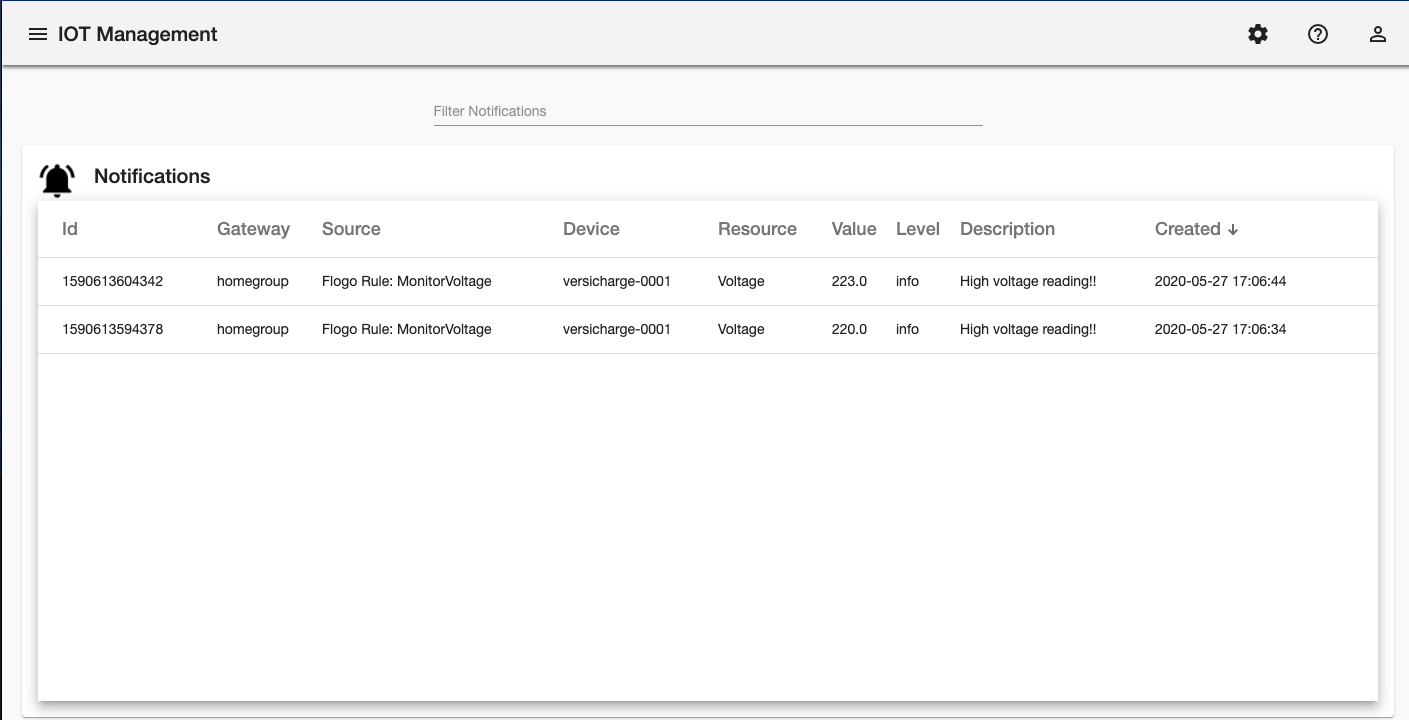 IOT Management
Filter Notifications
Notifications
Id Gateway Source Device Resource Value Level Description Created
1590613604342 homegroup Flogo Rule: MonitorVoltage versicharge-0001 Voltage 223.0 info High voltage reading!! 2020-05-27 17:06:44
1590613594378 homegroup Flogo Rule: MonitorVoltage versicharge-0001 Voltage 220.0 info High voltage reading!! 2020-05-27 17:06:34